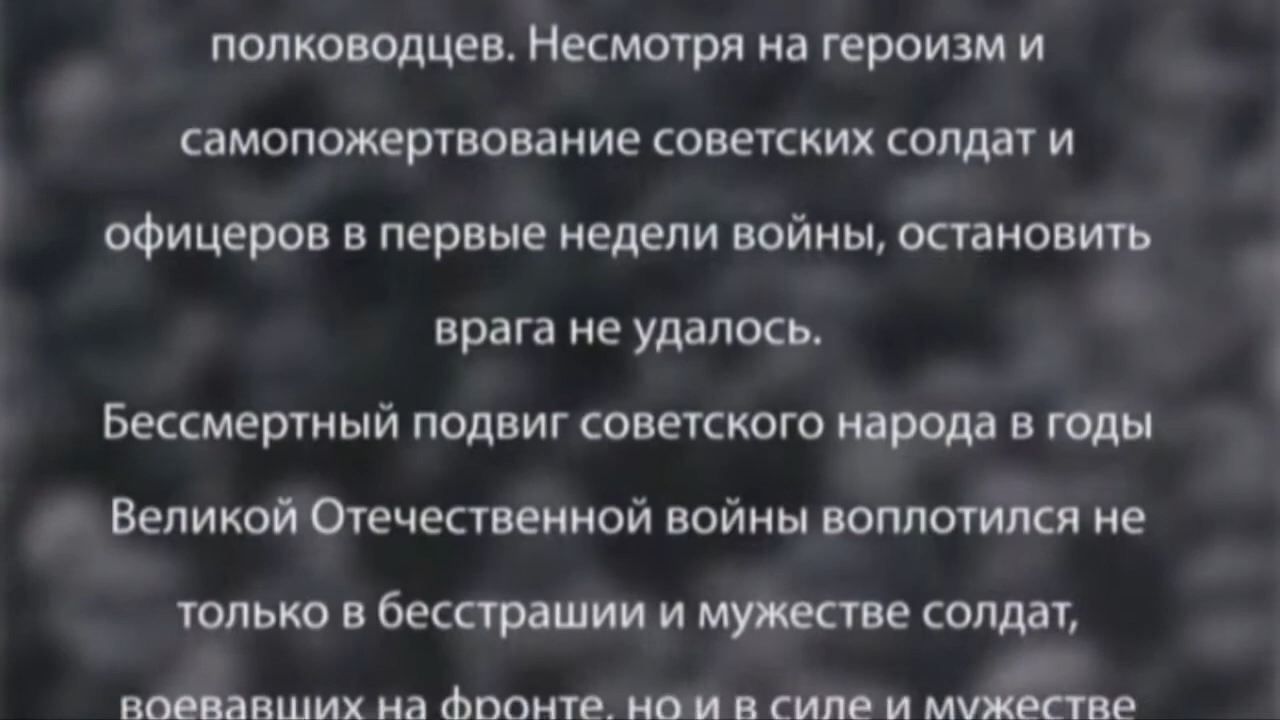 полководцев. Несмотря на героизм и
самопожертвование советских солдат и
офицеров в первые недели войны, остановить
врага не удалось.
Бессмертный подвиг советского народа в годы
Великой Отечественной войны воплотился не
только в бесстрашии и мужестве солдат,
воевавших на фронте, но и в силе и мужестве